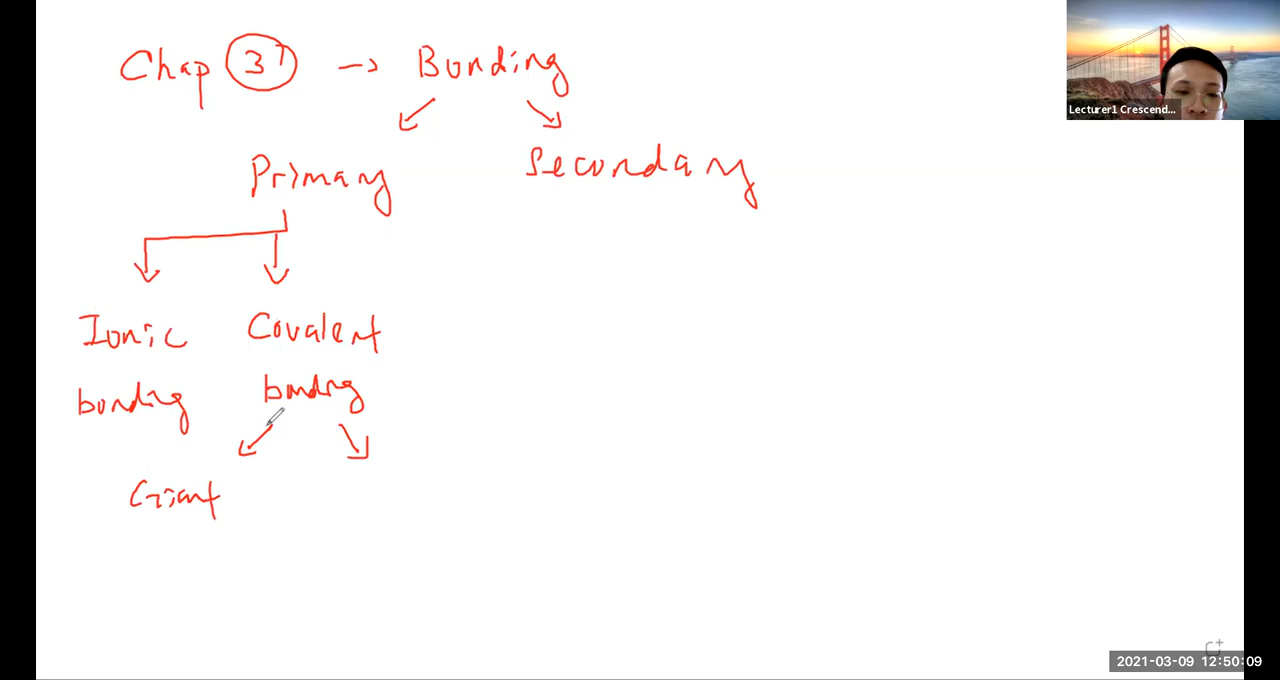 Chap 3 → Bonding
Primary Secondary
Ionic Covalent
bonding bonding
Giant
Lecturer1 Crescend...
2021-03-09 12:50:09